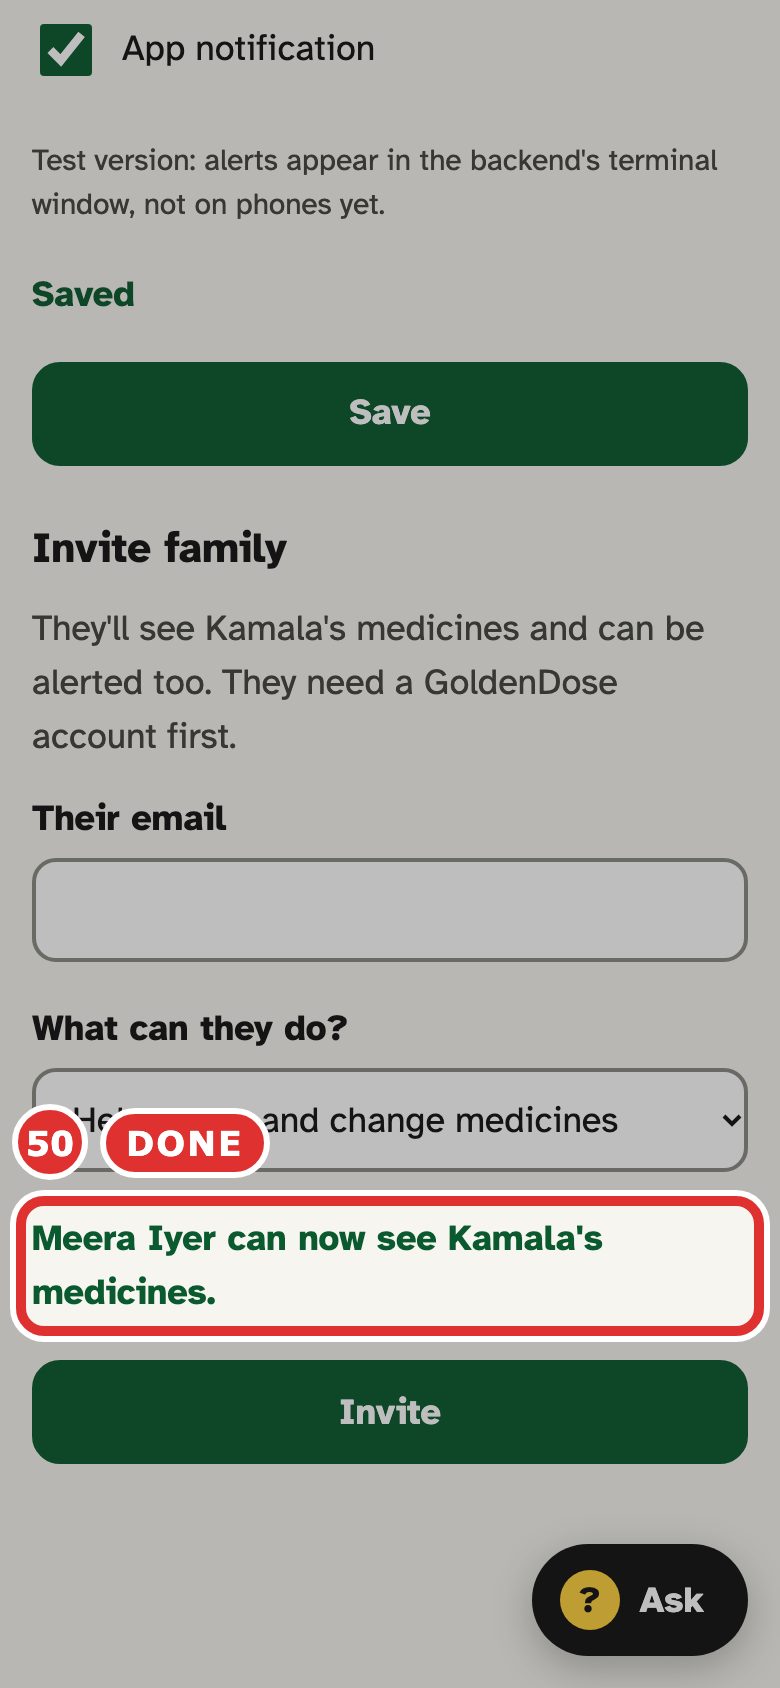 App notification
Test version: alerts appear in the backend's terminal
window, not on phones yet.
Saved
Save
Invite family
They'll see Kamala's medicines and can be
alerted too. They need a GoldenDose
account first.
Their email
What can they do?
and change medicines
50 DONE
Meera Iyer can now see Kamala's
medicines.
Invite
? Ask